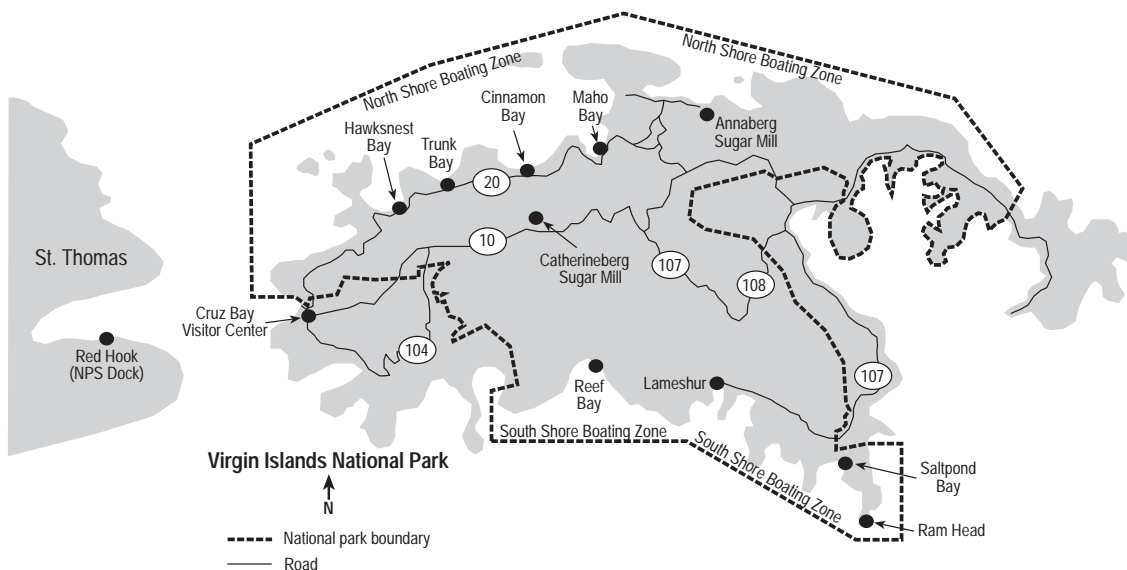 North Shore Boating Zone
North Shore Boating Zone
Cinnamon
Bay
Maho
Bay
Hawksnest
Bay
Trunk
Bay
Annaberg
Sugar Mill
20
10
Catherineberg
Sugar Mill
107
108
St. Thomas
Cruz Bay
Visitor Center
Red Hook
(NPS Dock)
104
Reef
Bay
Lameshur
107
South Shore Boating Zone
South Shore Boating Zone
Saltpond
Bay
Ram Head
Virgin Islands National Park
N
National park boundary
Road